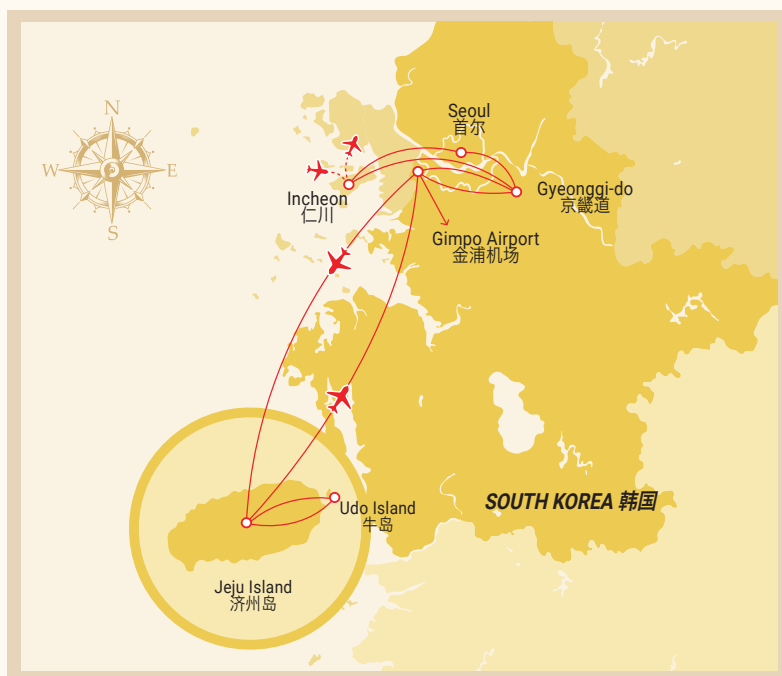 N
W
E
S
Seoul
首尔
Incheon
仁川
Gyeonggi-do
京畿道
Gimpo Airport
金浦机场
SOUTH KOREA 韩国
Udo Island
牛岛
Jeju Island
济州岛